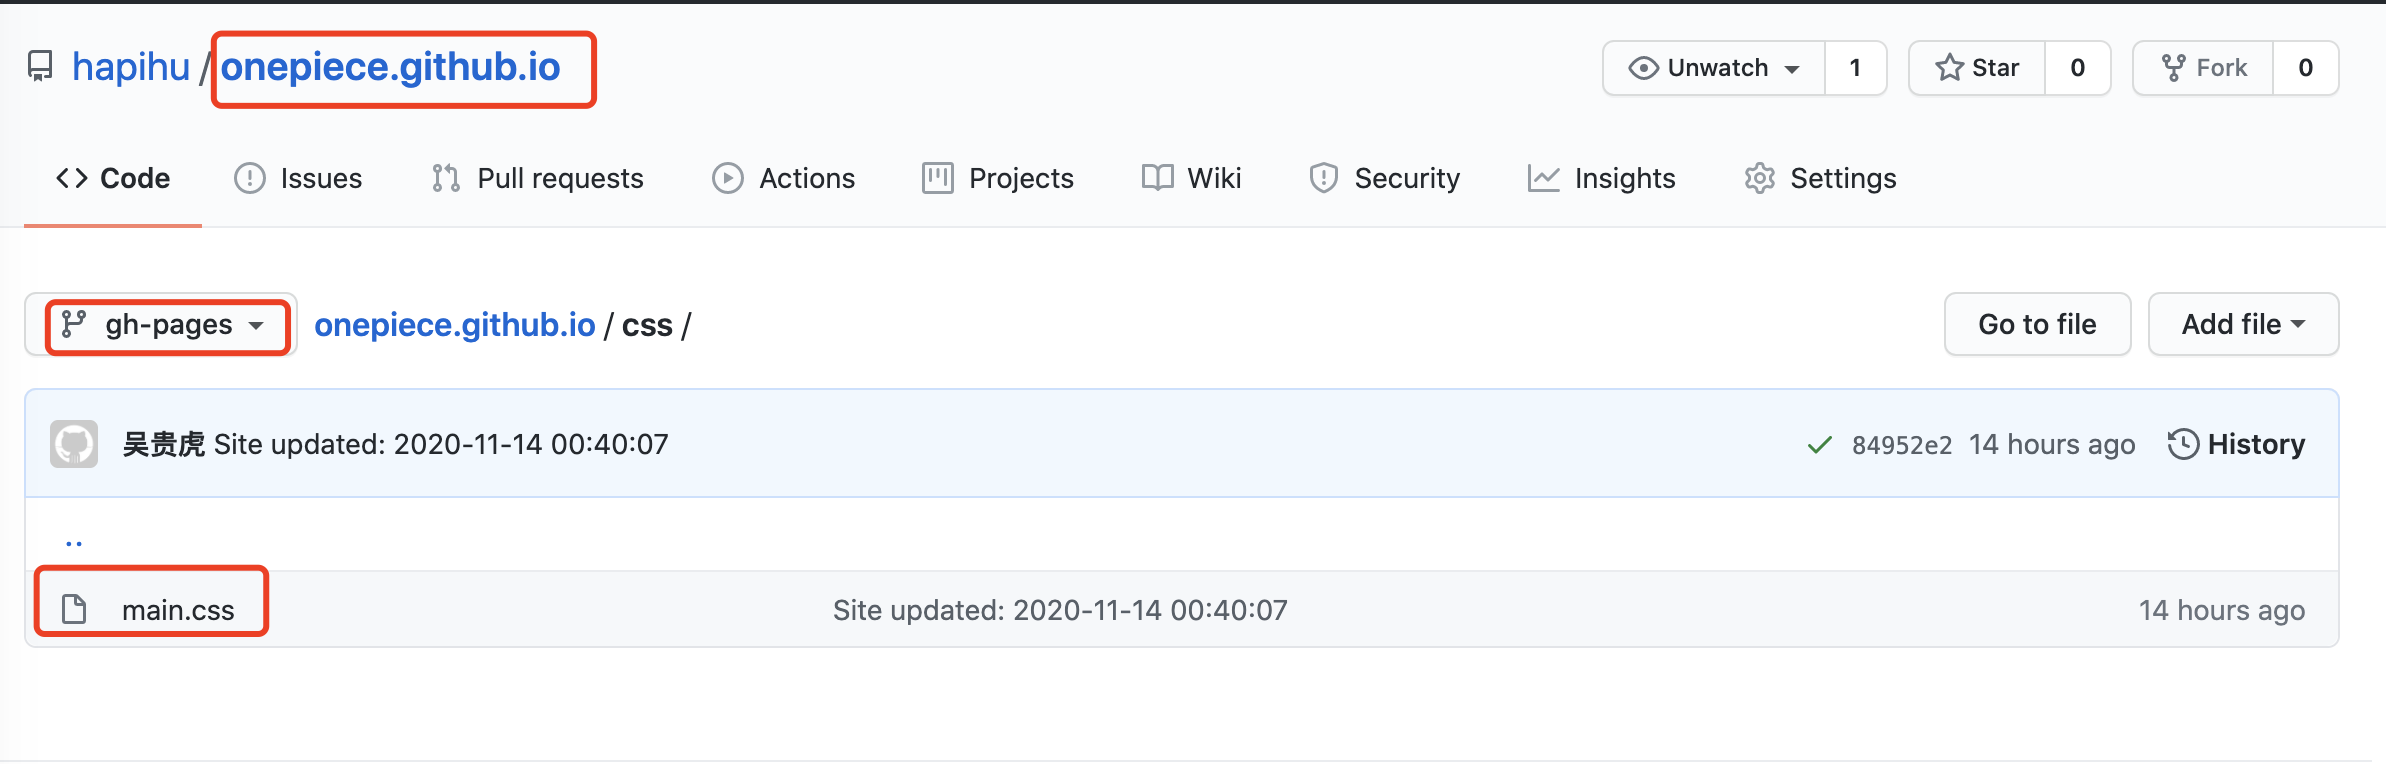 hapihu / onepiece.github.io
Unwatch 1 Star 0 Fork 0
Code Issues Pull requests Actions Projects Wiki Security Insights Settings
gh-pages onepiece.github.io / css / Go to file Add file
吴贵虎 Site updated: 2020-11-14 00:40:07 84952e2 14 hours ago History
..
main.css Site updated: 2020-11-14 00:40:07 14 hours ago